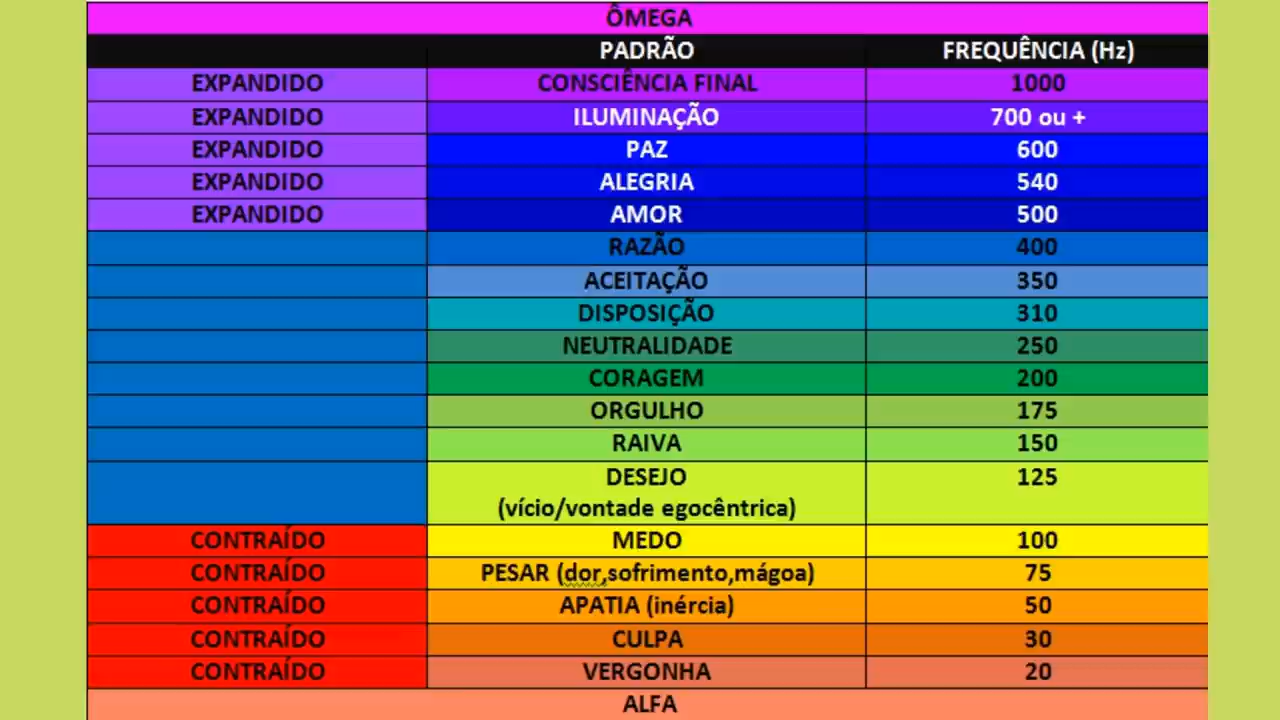 ÔMEGA
PADRÃO FREQUÊNCIA (Hz)
EXPANDIDO CONSCIÊNCIA FINAL 1000
EXPANDIDO ILUMINAÇÃO 700 ou +
EXPANDIDO PAZ 600
EXPANDIDO ALEGRIA 540
EXPANDIDO AMOR 500
RAZÃO 400
ACEITAÇÃO 350
DISPOSIÇÃO 310
NEUTRALIDADE 250
CORAGEM 200
ORGULHO 175
RAIVA 150
DESEJO 125
(vício/vontade egocêntrica)
CONTRAÍDO MEDO 100
CONTRAÍDO PESAR (dor,sofrimento,mágoa) 75
CONTRAÍDO APATIA (inércia) 50
CONTRAÍDO CULPA 30
CONTRAÍDO VERGONHA 20
ALFA